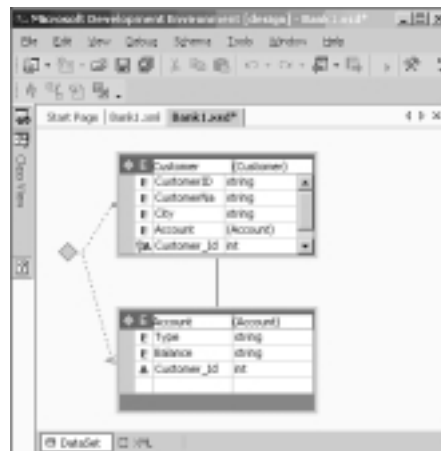 Microsoft Development Environment [design] - Bank1.xsd*
File Edit View Debug Schema Tools Window Help
Start Page Bank1.xml Bank1.xsd*
Class View
E Customer (Customer)
E CustomerID string
E CustomerNa string
E City string
E Account (Account)
A Customer_Id int
E Account (Account)
E Type string
E Balance string
A Customer_Id int
DataSet XML